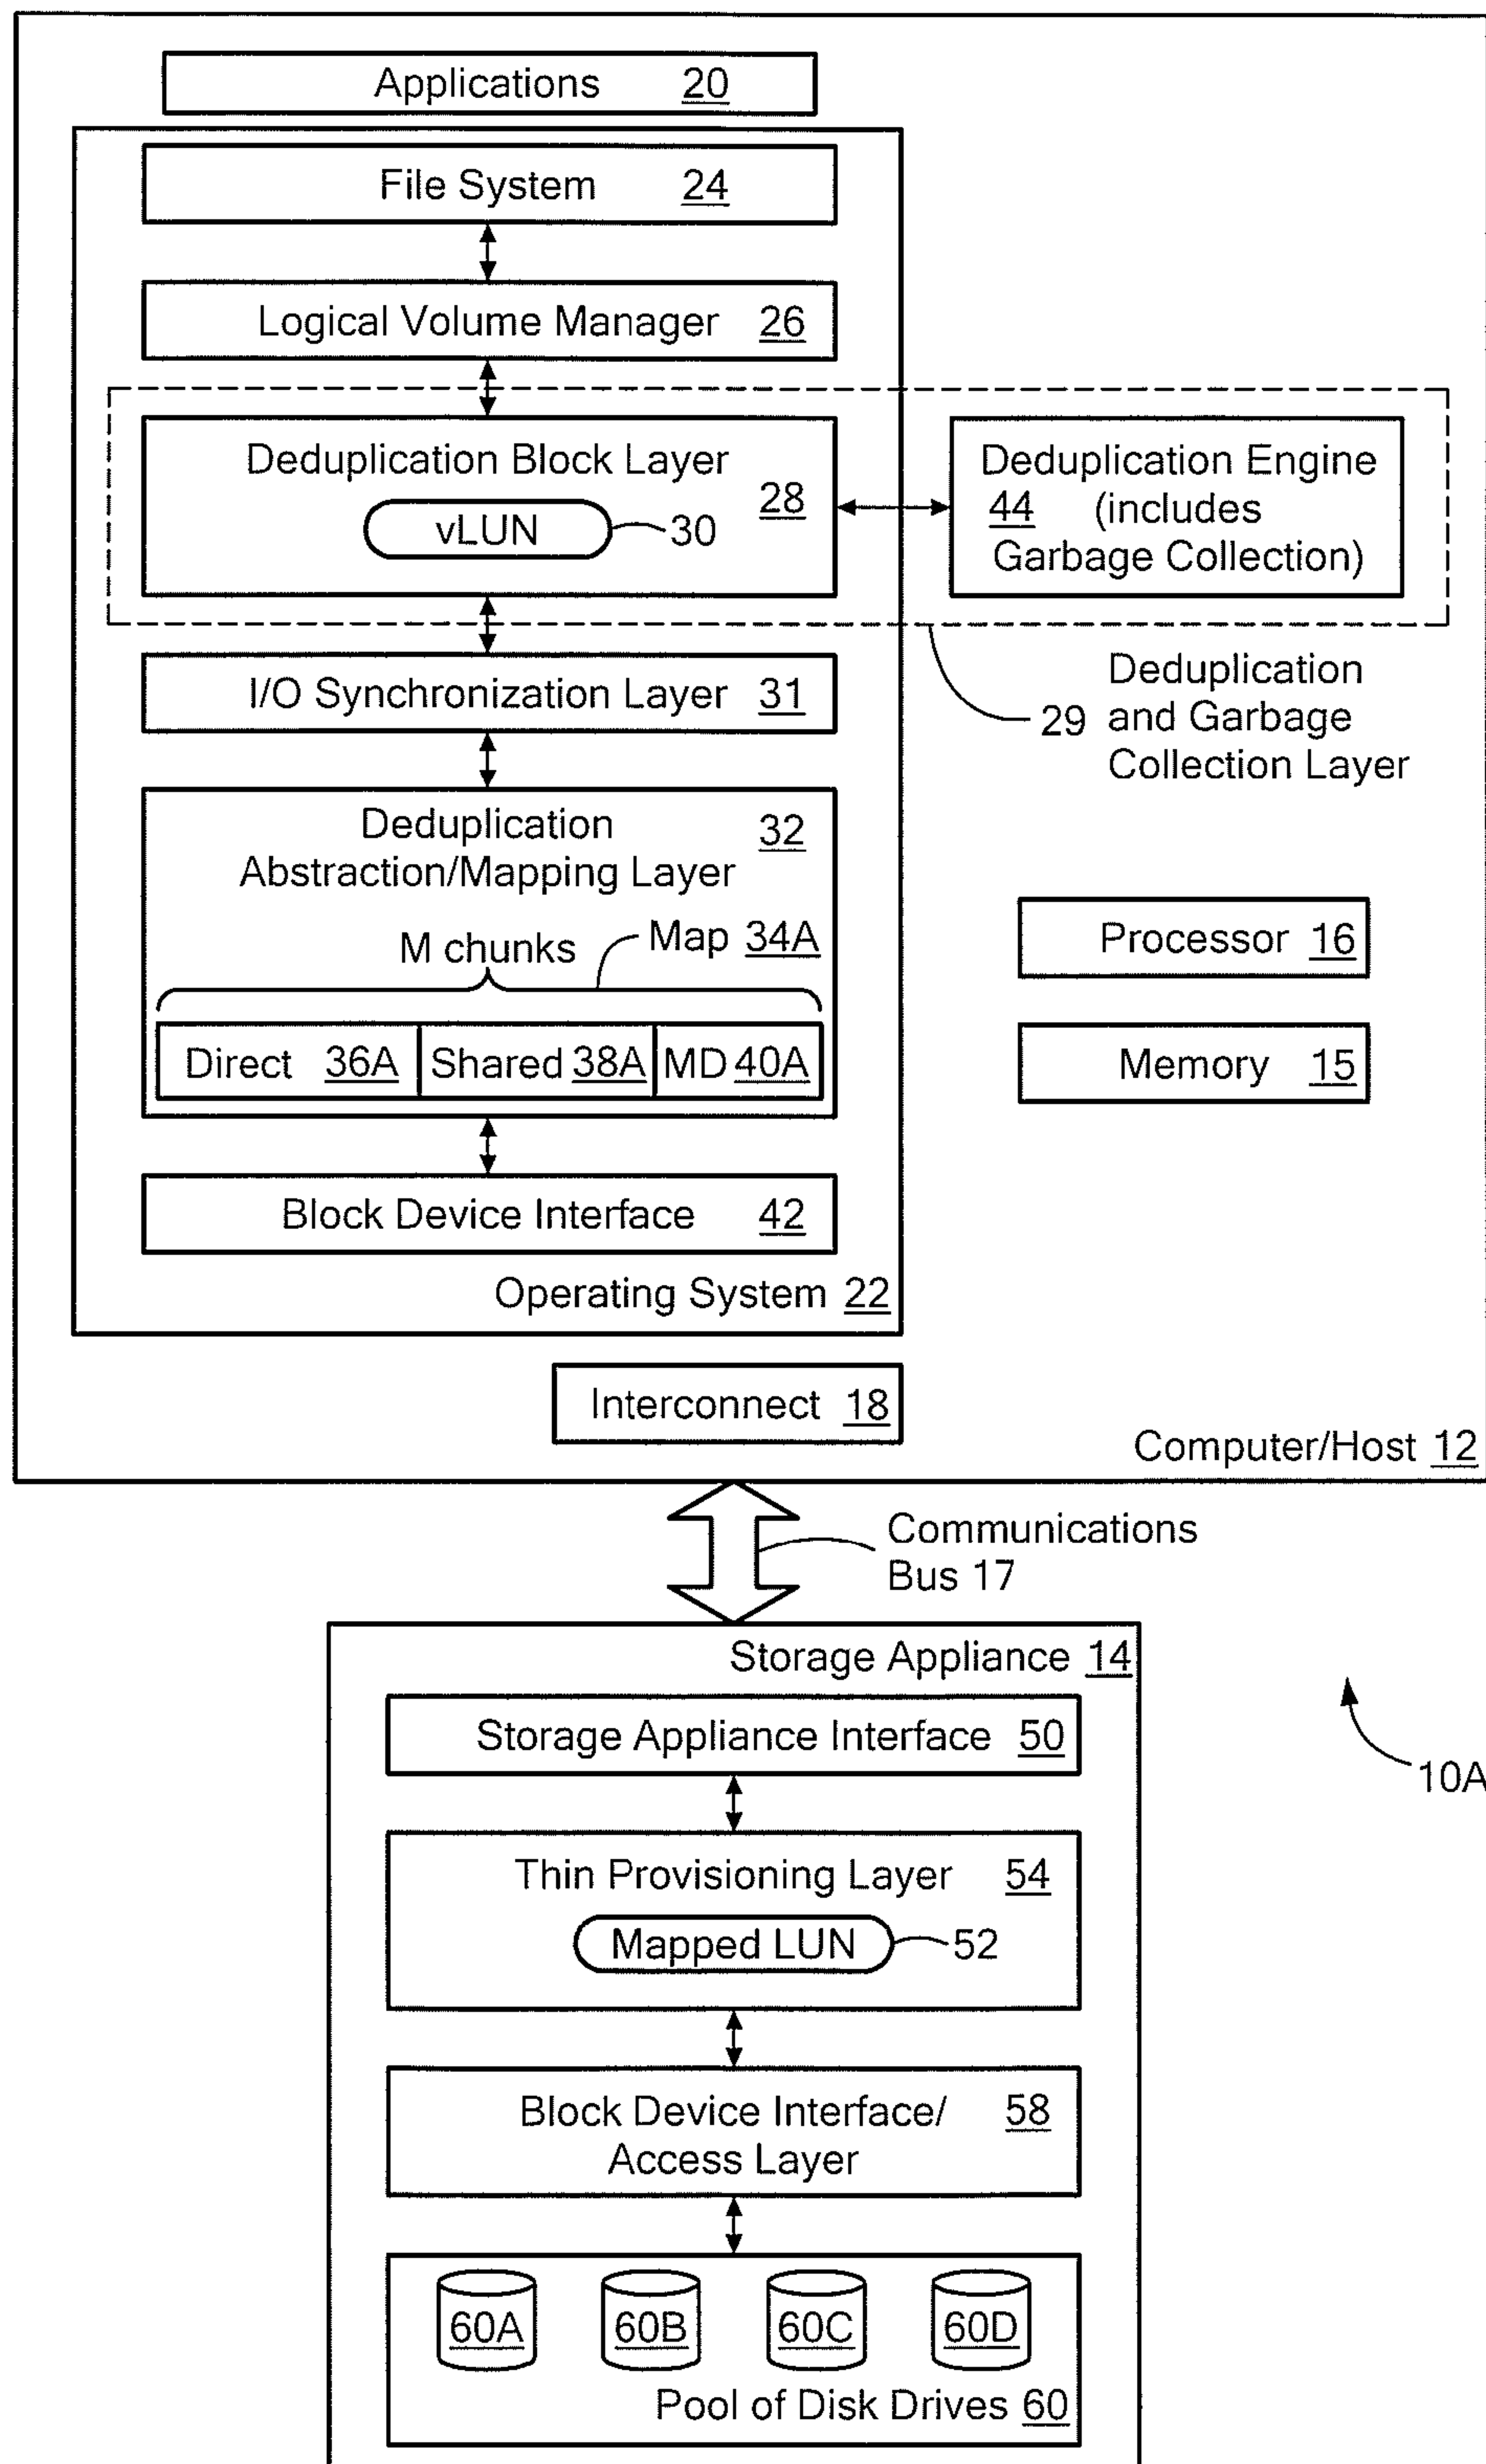 Applications 20
File System 24
Logical Volume Manager 26
Deduplication Block Layer
28
vLUN
30
Deduplication Engine
44 (includes
Garbage Collection)
I/O Synchronization Layer 31
29
Deduplication
and Garbage
Collection Layer
Deduplication
32
Abstraction/Mapping Layer
M chunks
Map 34A
Direct 36A Shared 38A MD 40A
Processor 16
Memory 15
Block Device Interface 42
Operating System 22
Interconnect 18
Computer/Host 12
Communications
Bus 17
Storage Appliance 14
Storage Appliance Interface 50
10A
Thin Provisioning Layer 54
Mapped LUN
52
Block Device Interface/ 58
Access Layer
60A 60B 60C 60D
Pool of Disk Drives 60